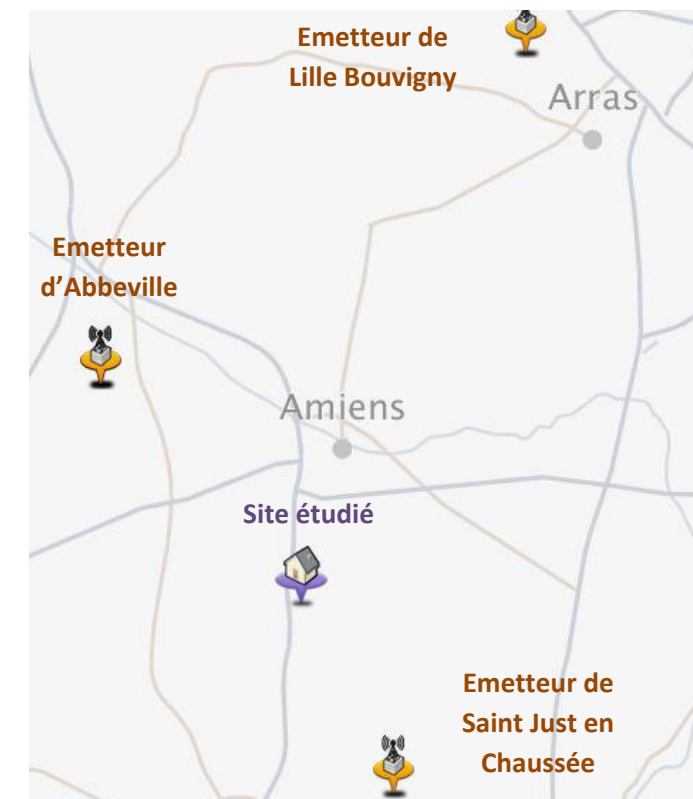 Emetteur de
Lille Bouvigny
Arras
Emetteur
d'Abbeville
Amiens
Site étudié
Emetteur de
Saint Just en
Chaussée